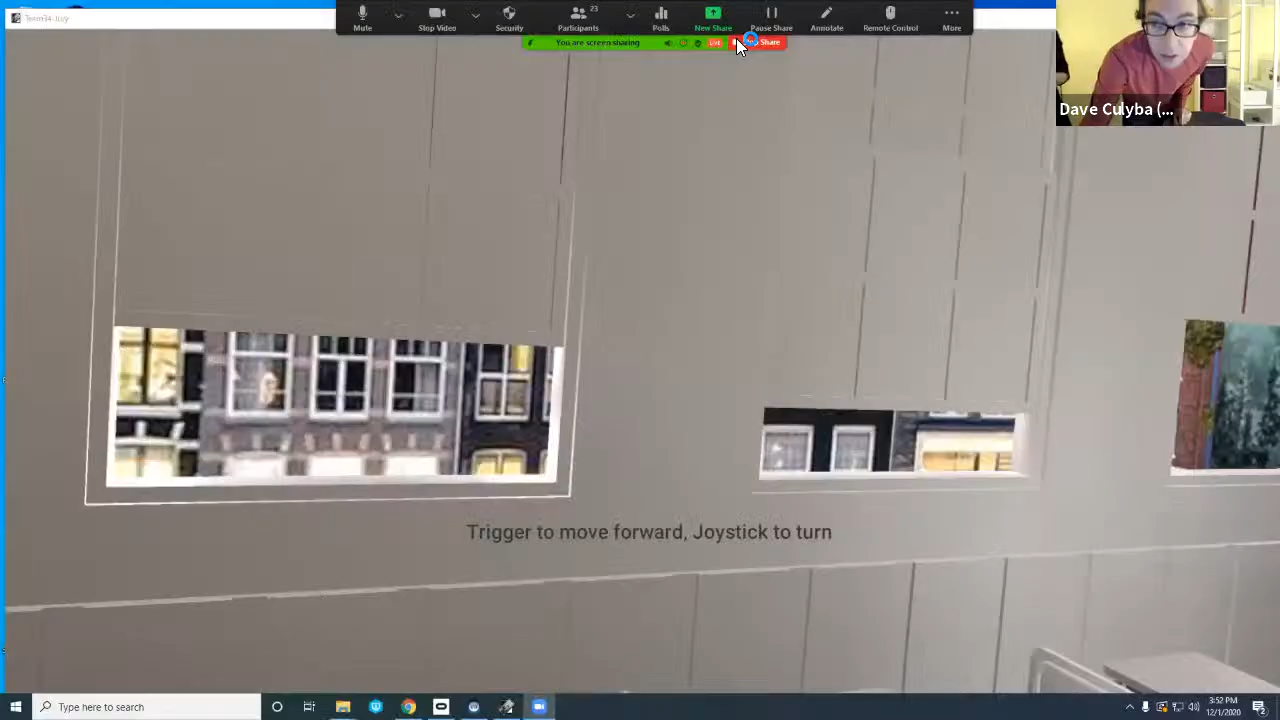 23
Mute
Stop Video
Security
Participants
Polls
New Share
Pause Share
Annotate
Remote Control
More
You are screen sharing
Share
Dave Culyba (...
Trigger to move forward, Joystick to turn
Type here to search
3:52 PM
12/1/2020
2